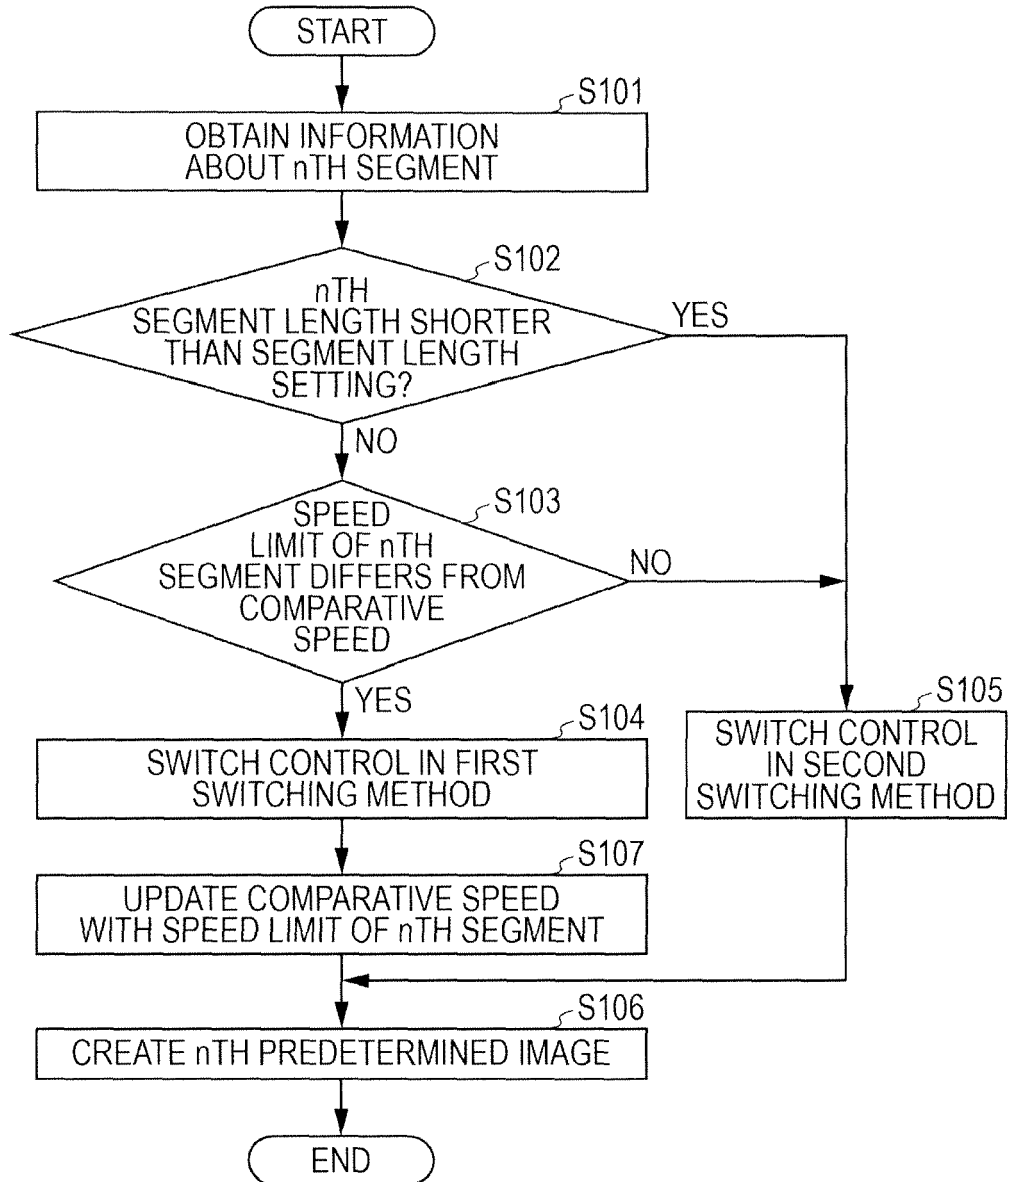 START
S101
OBTAIN INFORMATION
ABOUT nTH SEGMENT
S102
nTH
SEGMENT LENGTH SHORTER
THAN SEGMENT LENGTH
SETTING?
YES
NO
S103
SPEED
LIMIT OF nTH
SEGMENT DIFFERS FROM
COMPARATIVE
SPEED
NO
YES
S104
SWITCH CONTROL IN FIRST
SWITCHING METHOD
S105
SWITCH CONTROL
IN SECOND
SWITCHING METHOD
S107
UPDATE COMPARATIVE SPEED
WITH SPEED LIMIT OF nTH SEGMENT
S106
CREATE nTH PREDETERMINED IMAGE
END